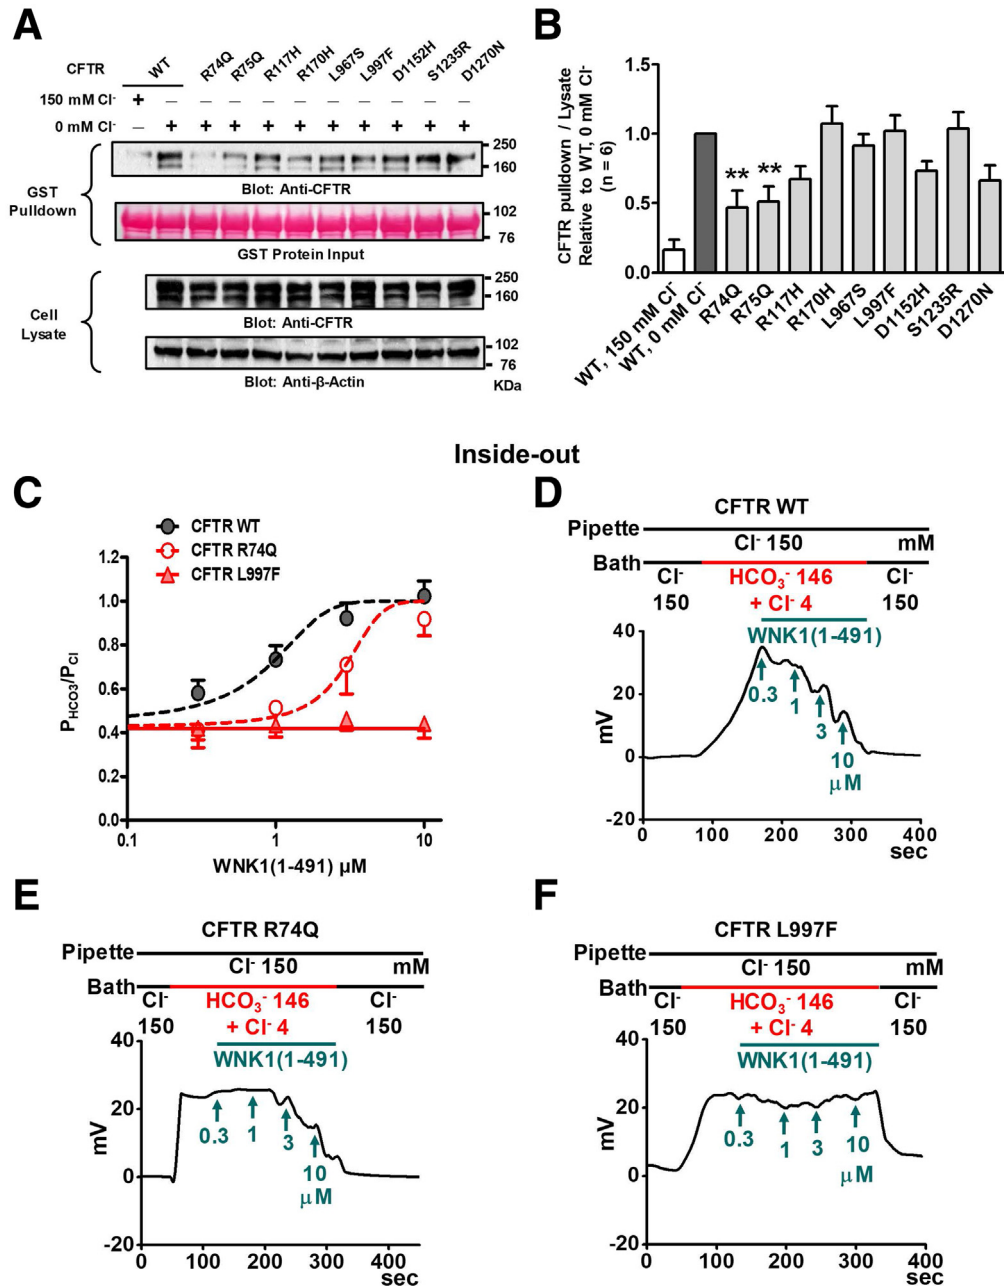 A
CFTR WT R74Q R75Q R117H R170H L967S L997F D1152H S1235R D1270N
150 mM Cl⁻ + − − − − − − − − − −
0 mM Cl⁻ − + + + + + + + + + +
GST Pulldown
250
160
Blot: Anti-CFTR
102
76
GST Protein Input
Cell Lysate
250
160
Blot: Anti-CFTR
102
76
Blot: Anti-β-Actin
KDa
B
CFTR pulldown / Lysate
Relative to WT, 0 mM Cl⁻
(n = 6)
1.5
1.0
0.5
0.0
** **
WT, 150 mM Cl⁻
WT, 0 mM Cl⁻
R74Q
R75Q
R117H
R170H
L967S
L997F
D1152H
S1235R
D1270N
Inside-out
C
CFTR WT
CFTR R74Q
CFTR L997F
P_HCO3/P_Cl
1.2
1.0
0.8
0.6
0.4
0.2
0.0
0.1 1 10
WNK1(1-491) μM
D
CFTR WT
Pipette
Cl⁻ 150 mM
Bath
Cl⁻ HCO₃⁻ 146 Cl⁻
150 + Cl⁻ 4 150
WNK1(1-491)
mV
40
20
0
-20
0.3 1 3 10
μM
0 100 200 300 400
sec
E
CFTR R74Q
Pipette
Cl⁻ 150 mM
Bath
Cl⁻ HCO₃⁻ 146 Cl⁻
150 + Cl⁻ 4 150
WNK1(1-491)
mV
40
20
0
-20
0.3 1 3 10
μM
0 100 200 300 400
sec
F
CFTR L997F
Pipette
Cl⁻ 150 mM
Bath
Cl⁻ HCO₃⁻ 146 Cl⁻
150 + Cl⁻ 4 150
WNK1(1-491)
mV
40
20
0
-20
0.3 1 3 10
μM
0 100 200 300 400
sec